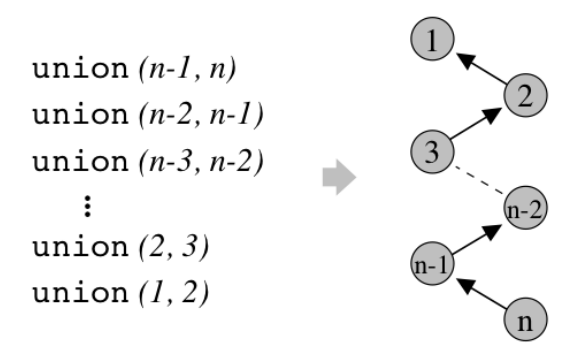 union (n-1, n)
union (n-2, n-1)
union (n-3, n-2)
⋮
union (2, 3)
union (1, 2)
1
2
3
n-2
n-1
n